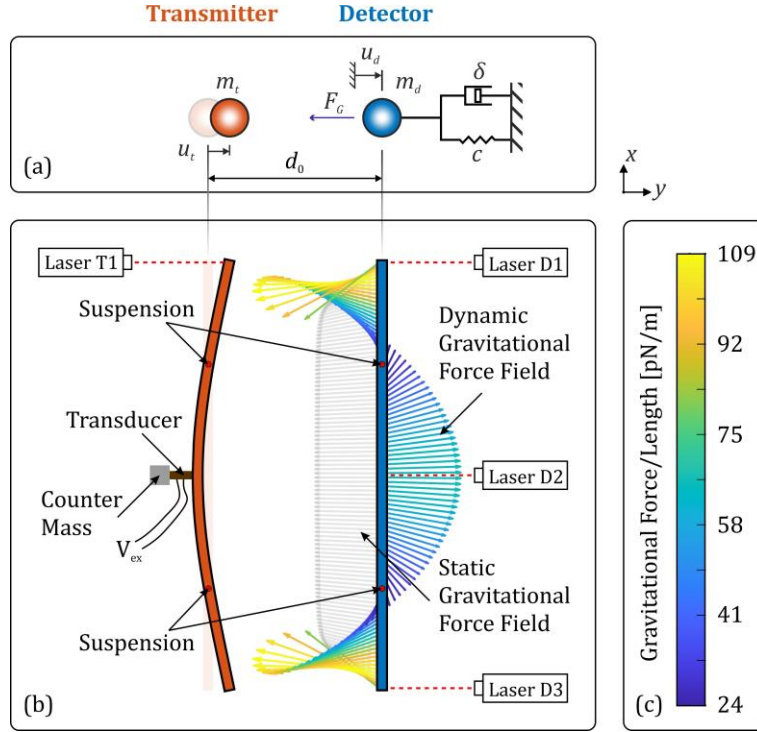 Transmitter
Detector
u_d
m_t
m_d
δ
F_G
u_t
c
d_0
(a)
x
y
Laser T1
Laser D1
Suspension
Dynamic
Gravitational
Force Field
Transducer
Laser D2
Counter
Mass
V_ex
Static
Gravitational
Force Field
Suspension
Laser D3
(b)
109
92
75
58
41
24
Gravitational Force/Length [pN/m]
(c)